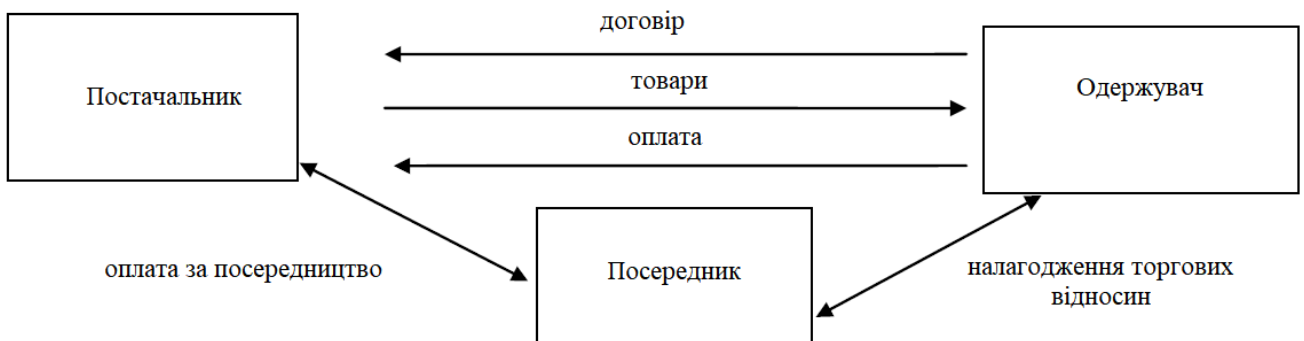 договір
товари
Постачальник
Одержувач
оплата
оплата за посередництво
Посередник
налагодження торгових
відносин